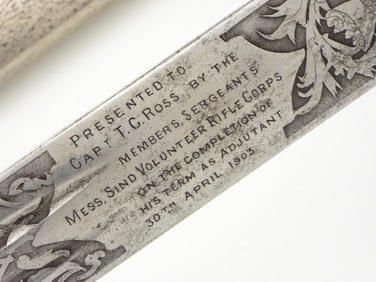 PRESENTED TO
CAPT T.C. ROSS, BY THE
MEMBERS, SERGEANTS
MESS, SIND VOLUNTEER RIFLE CORPS
ON THE COMPLETION OF
HIS TERM AS ADJUTANT
30TH APRIL 1903.